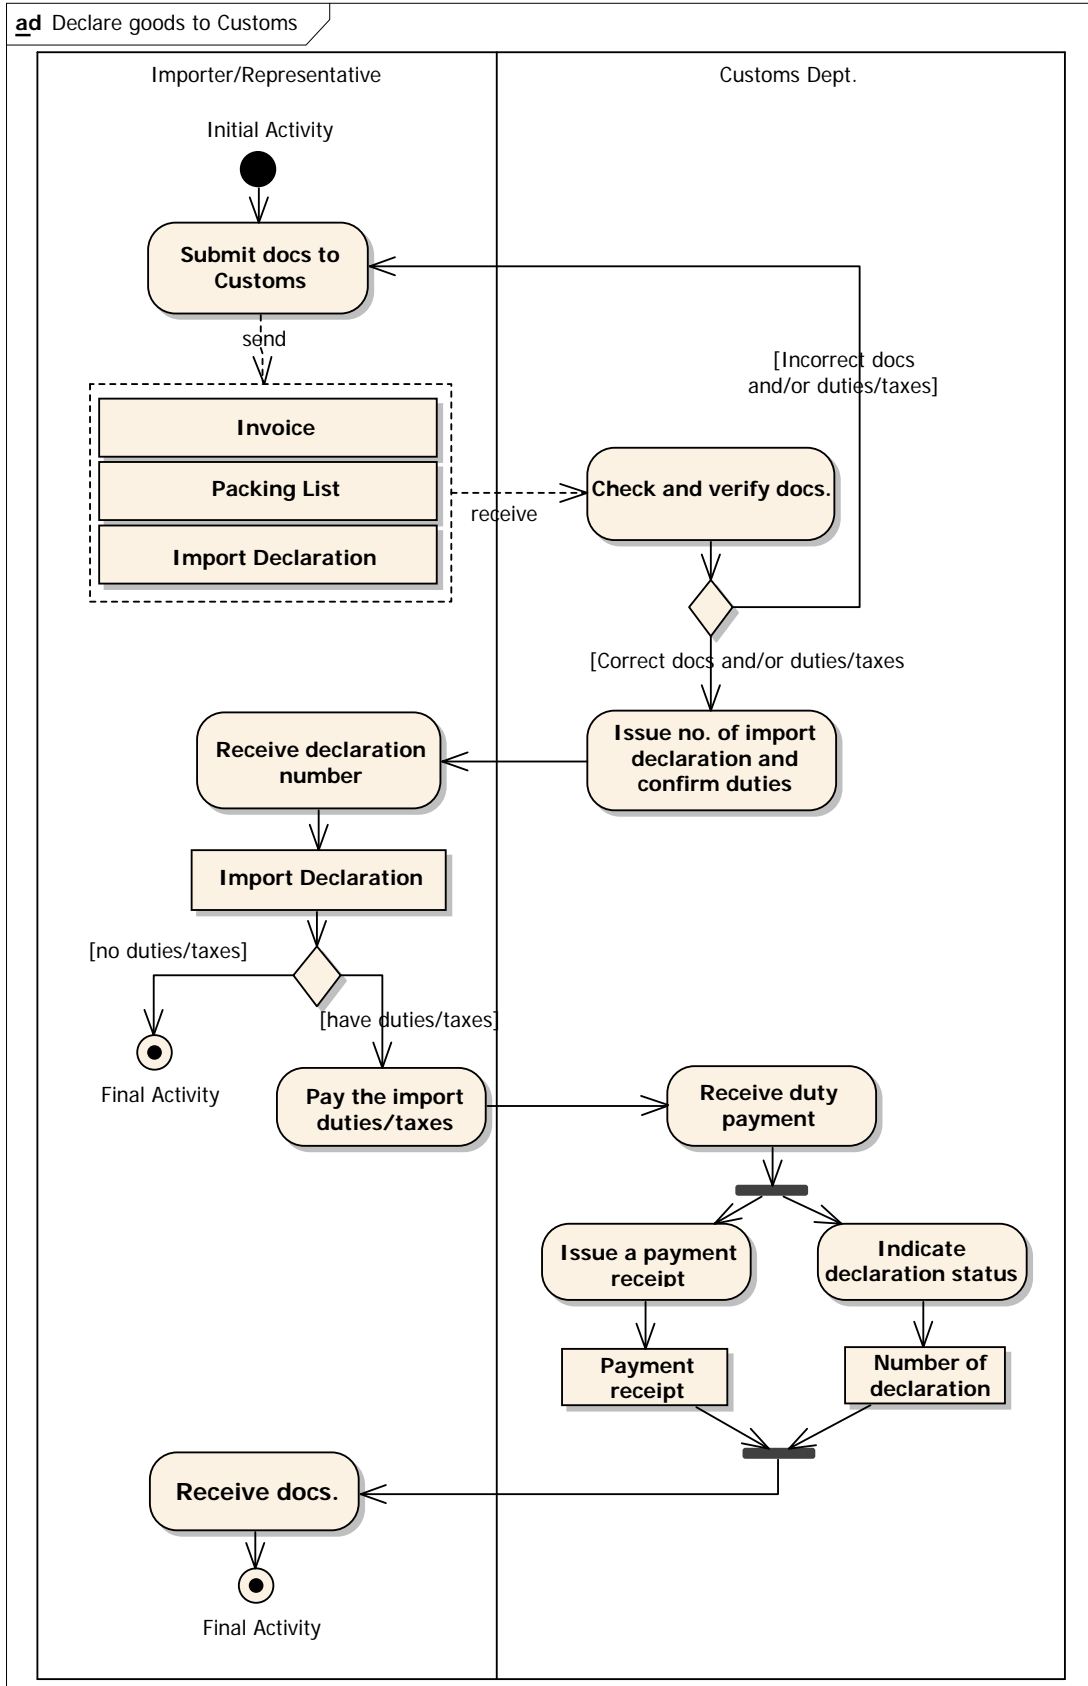 ad Declare goods to Customs
Importer/Representative
Customs Dept.
Initial Activity
Submit docs to
Customs
send
[Incorrect docs
and/or duties/taxes]
Invoice
Packing List
Import Declaration
receive
Check and verify docs.
[Correct docs and/or duties/taxes
Issue no. of import
declaration and
confirm duties
Receive declaration
number
Import Declaration
[no duties/taxes]
[have duties/taxes]
Final Activity
Pay the import
duties/taxes
Receive duty
payment
Issue a payment
receipt
Indicate
declaration status
Payment
receipt
Number of
declaration
Receive docs.
Final Activity